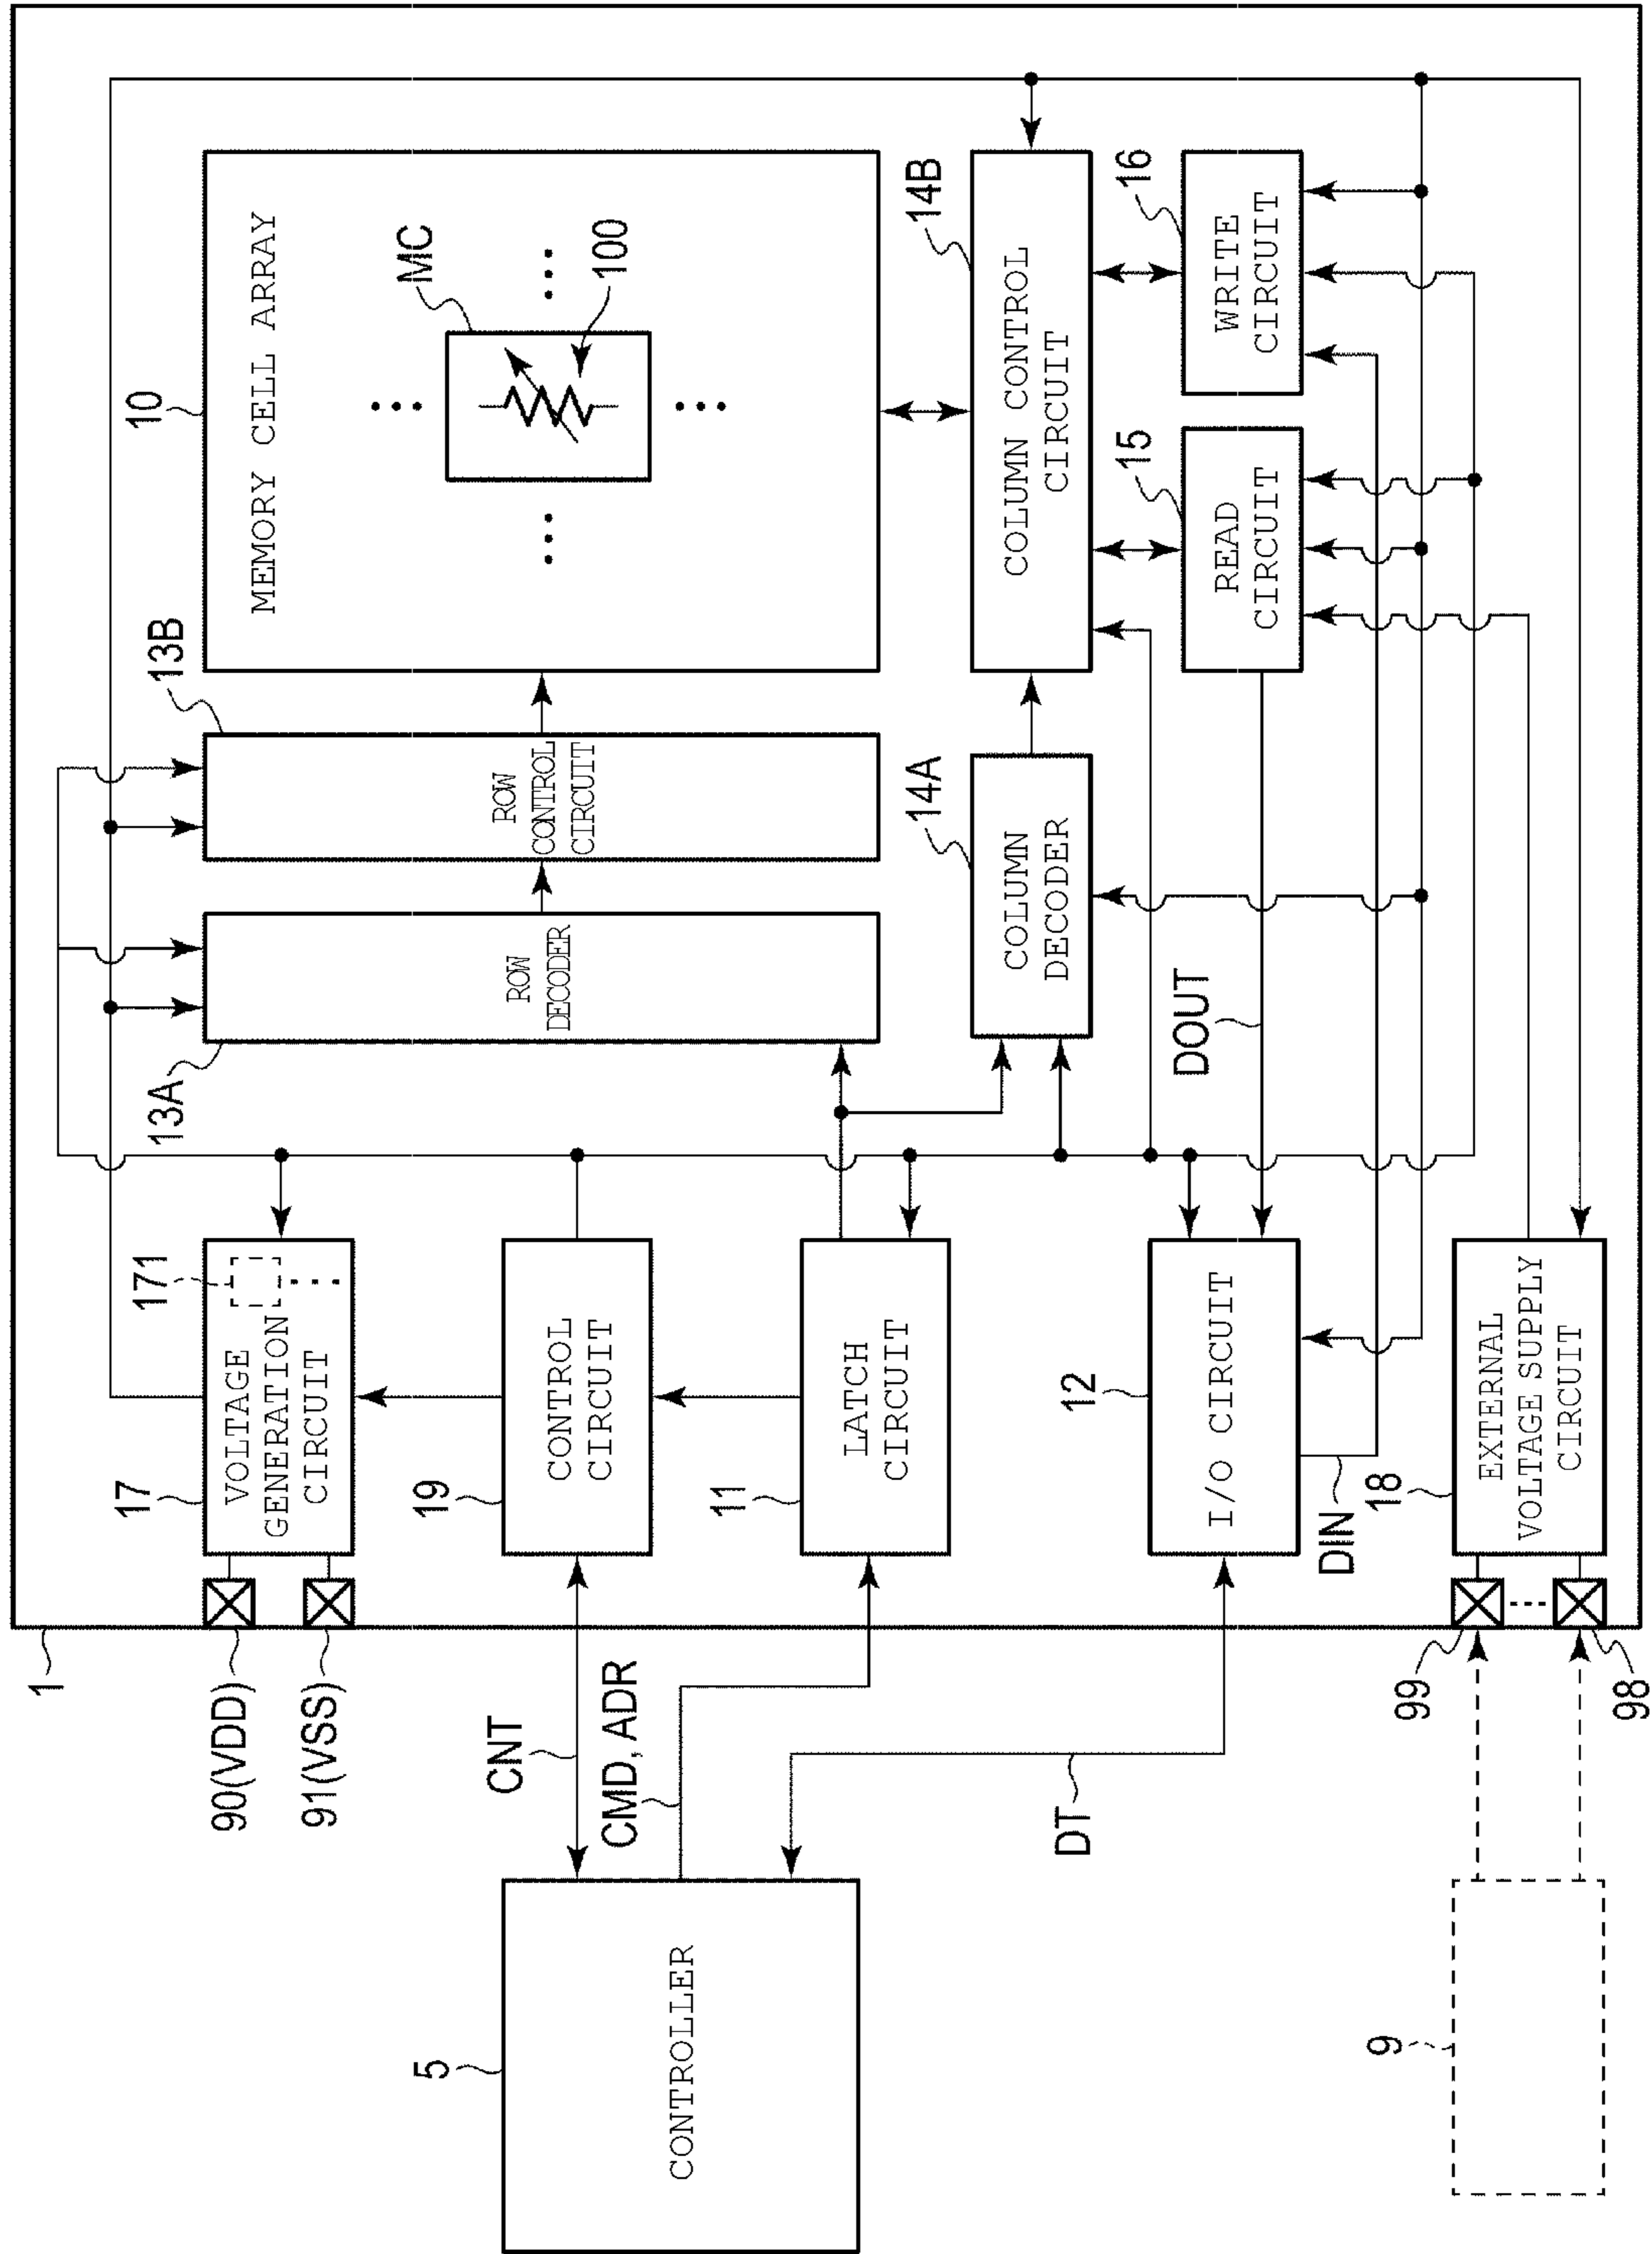 1
90(VDD)
91(VSS)
17
171
VOLTAGE
GENERATION
CIRCUIT
13A
ROW
DECODER
13B
ROW
CONTROL
CIRCUIT
10
MEMORY CELL ARRAY
MC
100
5
CONTROLLER
CNT
CMD, ADR
DT
19
CONTROL
CIRCUIT
11
LATCH
CIRCUIT
14A
COLUMN
DECODER
14B
COLUMN CONTROL
CIRCUIT
12
I/O CIRCUIT
DIN
DOUT
15
READ
CIRCUIT
16
WRITE
CIRCUIT
9
99
98
18
EXTERNAL
VOLTAGE SUPPLY
CIRCUIT